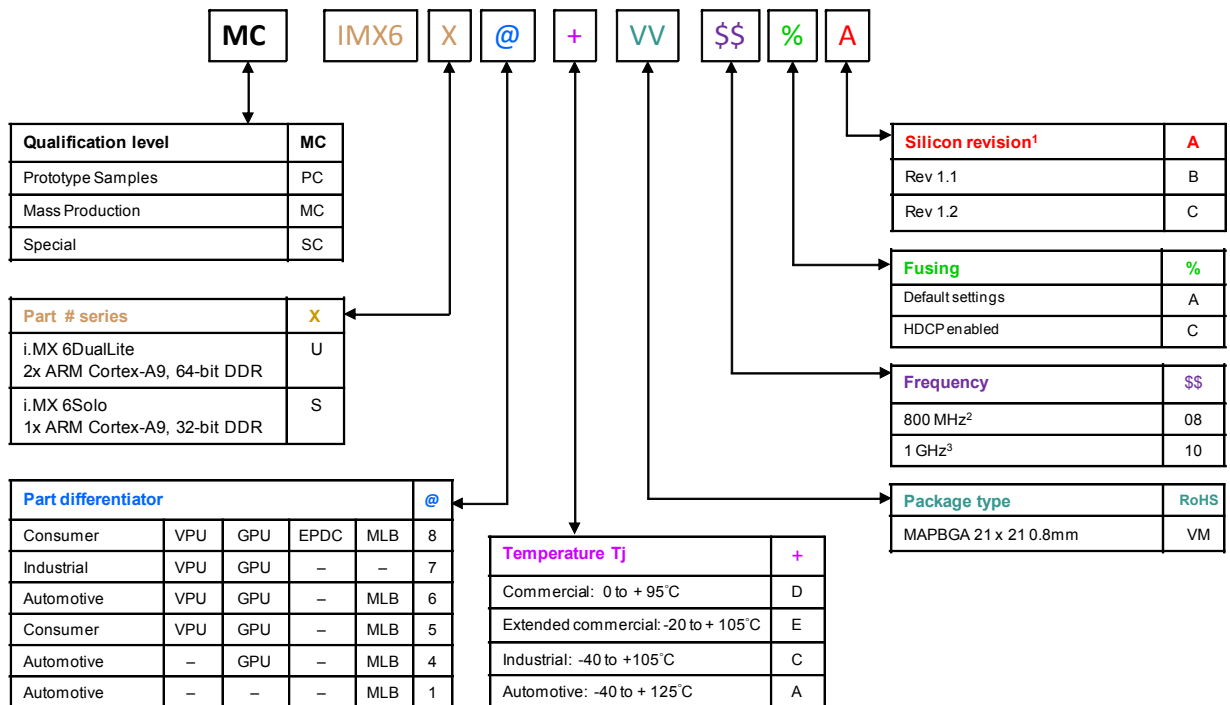 MC IMX6 X @ + VV $$ % A
Qualification level MC
Prototype Samples PC
Mass Production MC
Special SC
Part # series X
i.MX 6DualLite
2x ARM Cortex-A9, 64-bit DDR U
i.MX 6Solo
1x ARM Cortex-A9, 32-bit DDR S
Part differentiator @
Consumer VPU GPU EPDC MLB 8
Industrial VPU GPU – – 7
Automotive VPU GPU – MLB 6
Consumer VPU GPU – MLB 5
Automotive – GPU – MLB 4
Automotive – – – MLB 1
Temperature Tj +
Commercial: 0 to + 95°C D
Extended commercial: -20 to + 105°C E
Industrial: -40 to +105°C C
Automotive: -40 to + 125°C A
Silicon revision¹ A
Rev 1.1 B
Rev 1.2 C
Fusing %
Default settings A
HDCP enabled C
Frequency $$
800 MHz² 08
1 GHz³ 10
Package type RoHS
MAPBGA 21 x 21 0.8mm VM